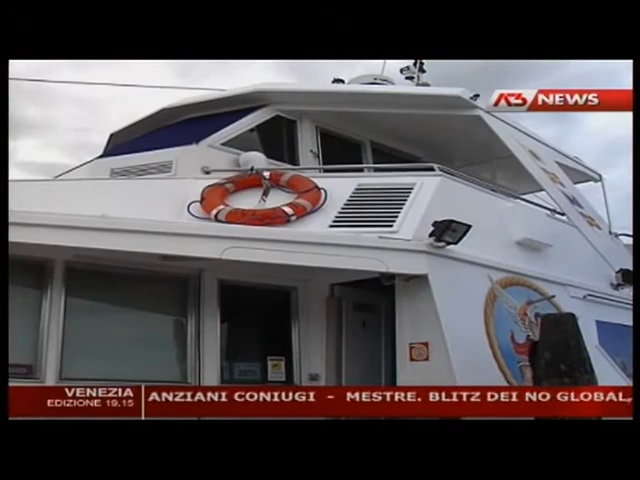 A3 NEWS
VENEZIA
EDIZIONE 19.15
ANZIANI CONIUGI - MESTRE. BLITZ DEI NO GLOBAL,